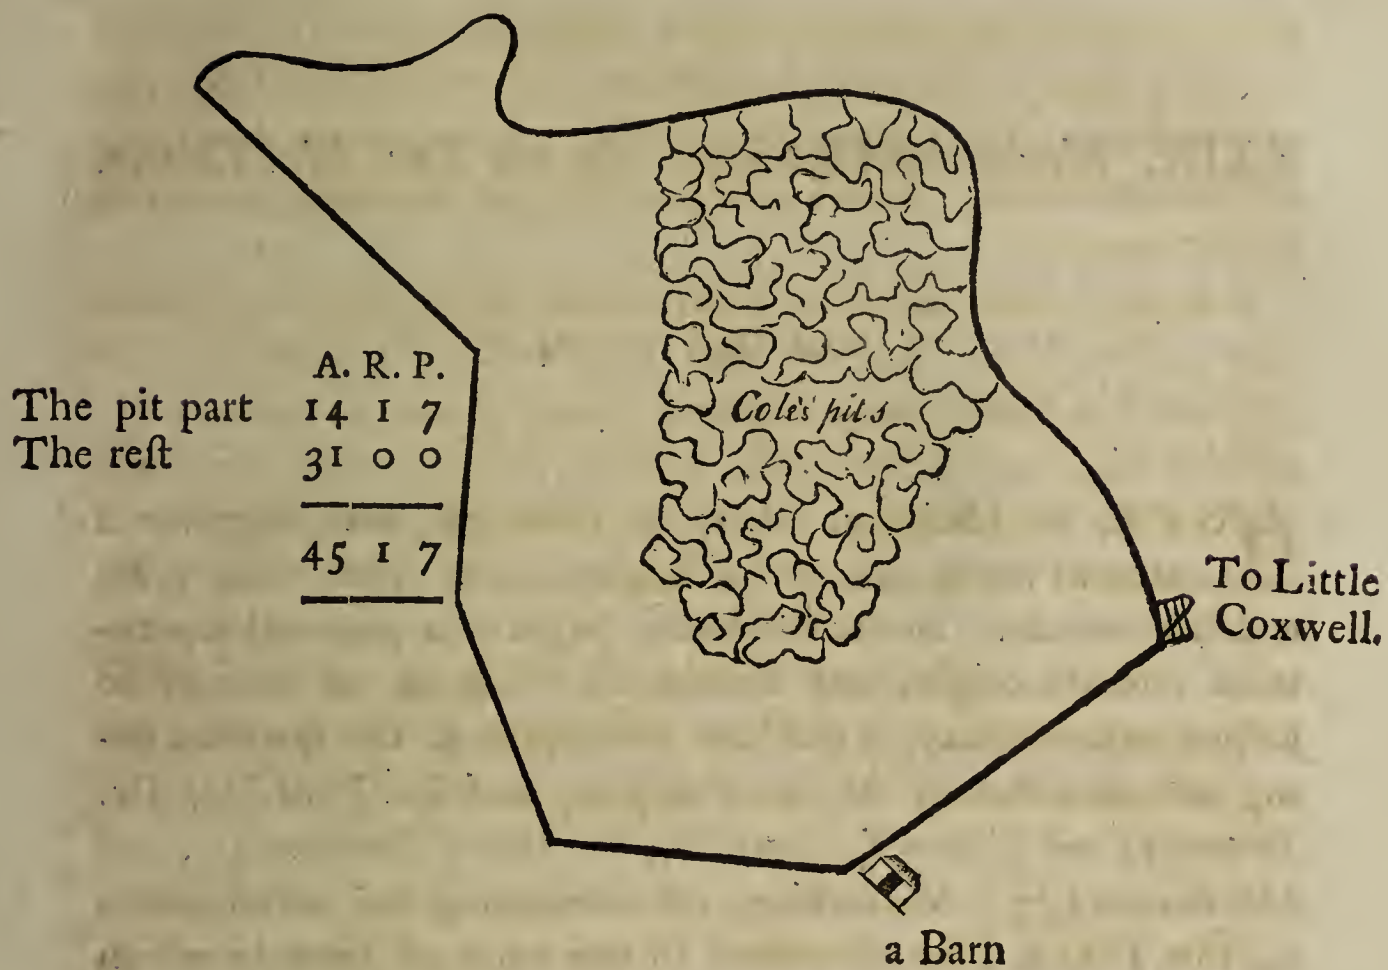 A. R. P.
The pit part 14 1 7
The reſt 31 0 0
45 1 7
Cole's pits
To Little
Coxwell.
a Barn